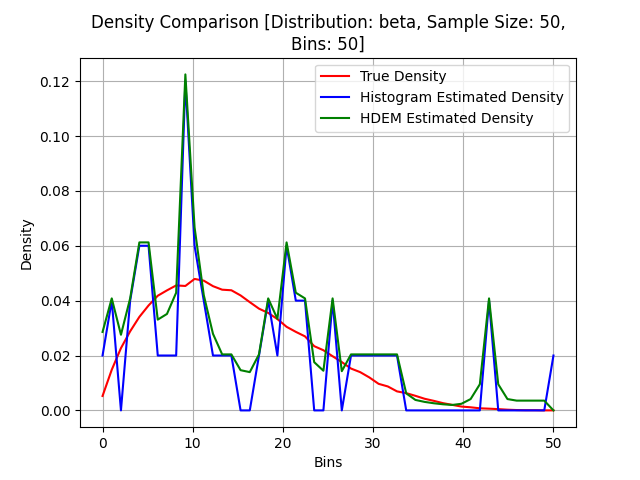 Density Comparison [Distribution: beta, Sample Size: 50,
Bins: 50]
True Density
Histogram Estimated Density
HDEM Estimated Density
Density
0.12
0.10
0.08
0.06
0.04
0.02
0.00
0
10
20
30
40
50
Bins